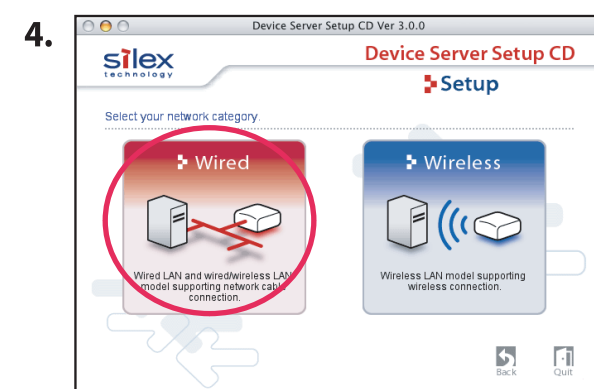 4.
Device Server Setup CD Ver 3.0.0
silex
technology
Device Server Setup CD
Setup
Select your network category.
Wired
Wired LAN and wired/wireless LAN
model supporting network cable
connection.
Wireless
Wireless LAN model supporting
wireless connection.
Back
Quit